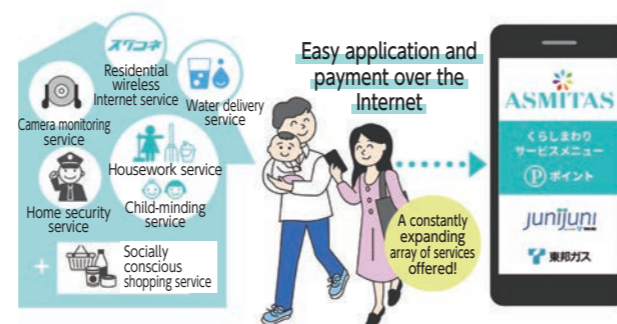 スグコネ
Residential
wireless
Internet service
Water delivery
service
Camera monitoring
service
Housework service
Home security
service
Child-minding
service
+
Socially
conscious
shopping service
Easy application and
payment over the
Internet
A constantly
expanding
array of services
offered!
ASMITAS
くらしまわり
サービスメニュー
P ポイント
junijuni
東邦ガス